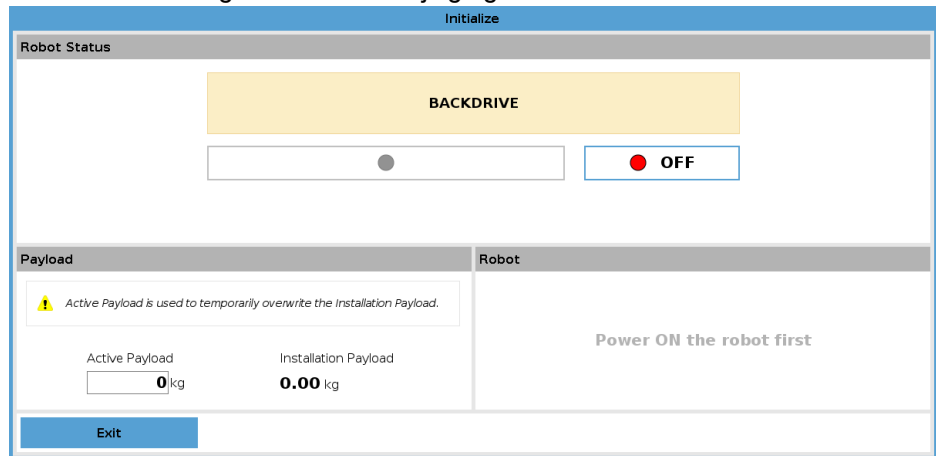 Initialize
Robot Status
BACKDRIVE
OFF
Payload
Robot
Active Payload is used to temporarily overwrite the Installation Payload.
Power ON the robot first
Active Payload
Installation Payload
0 kg
0.00 kg
Exit